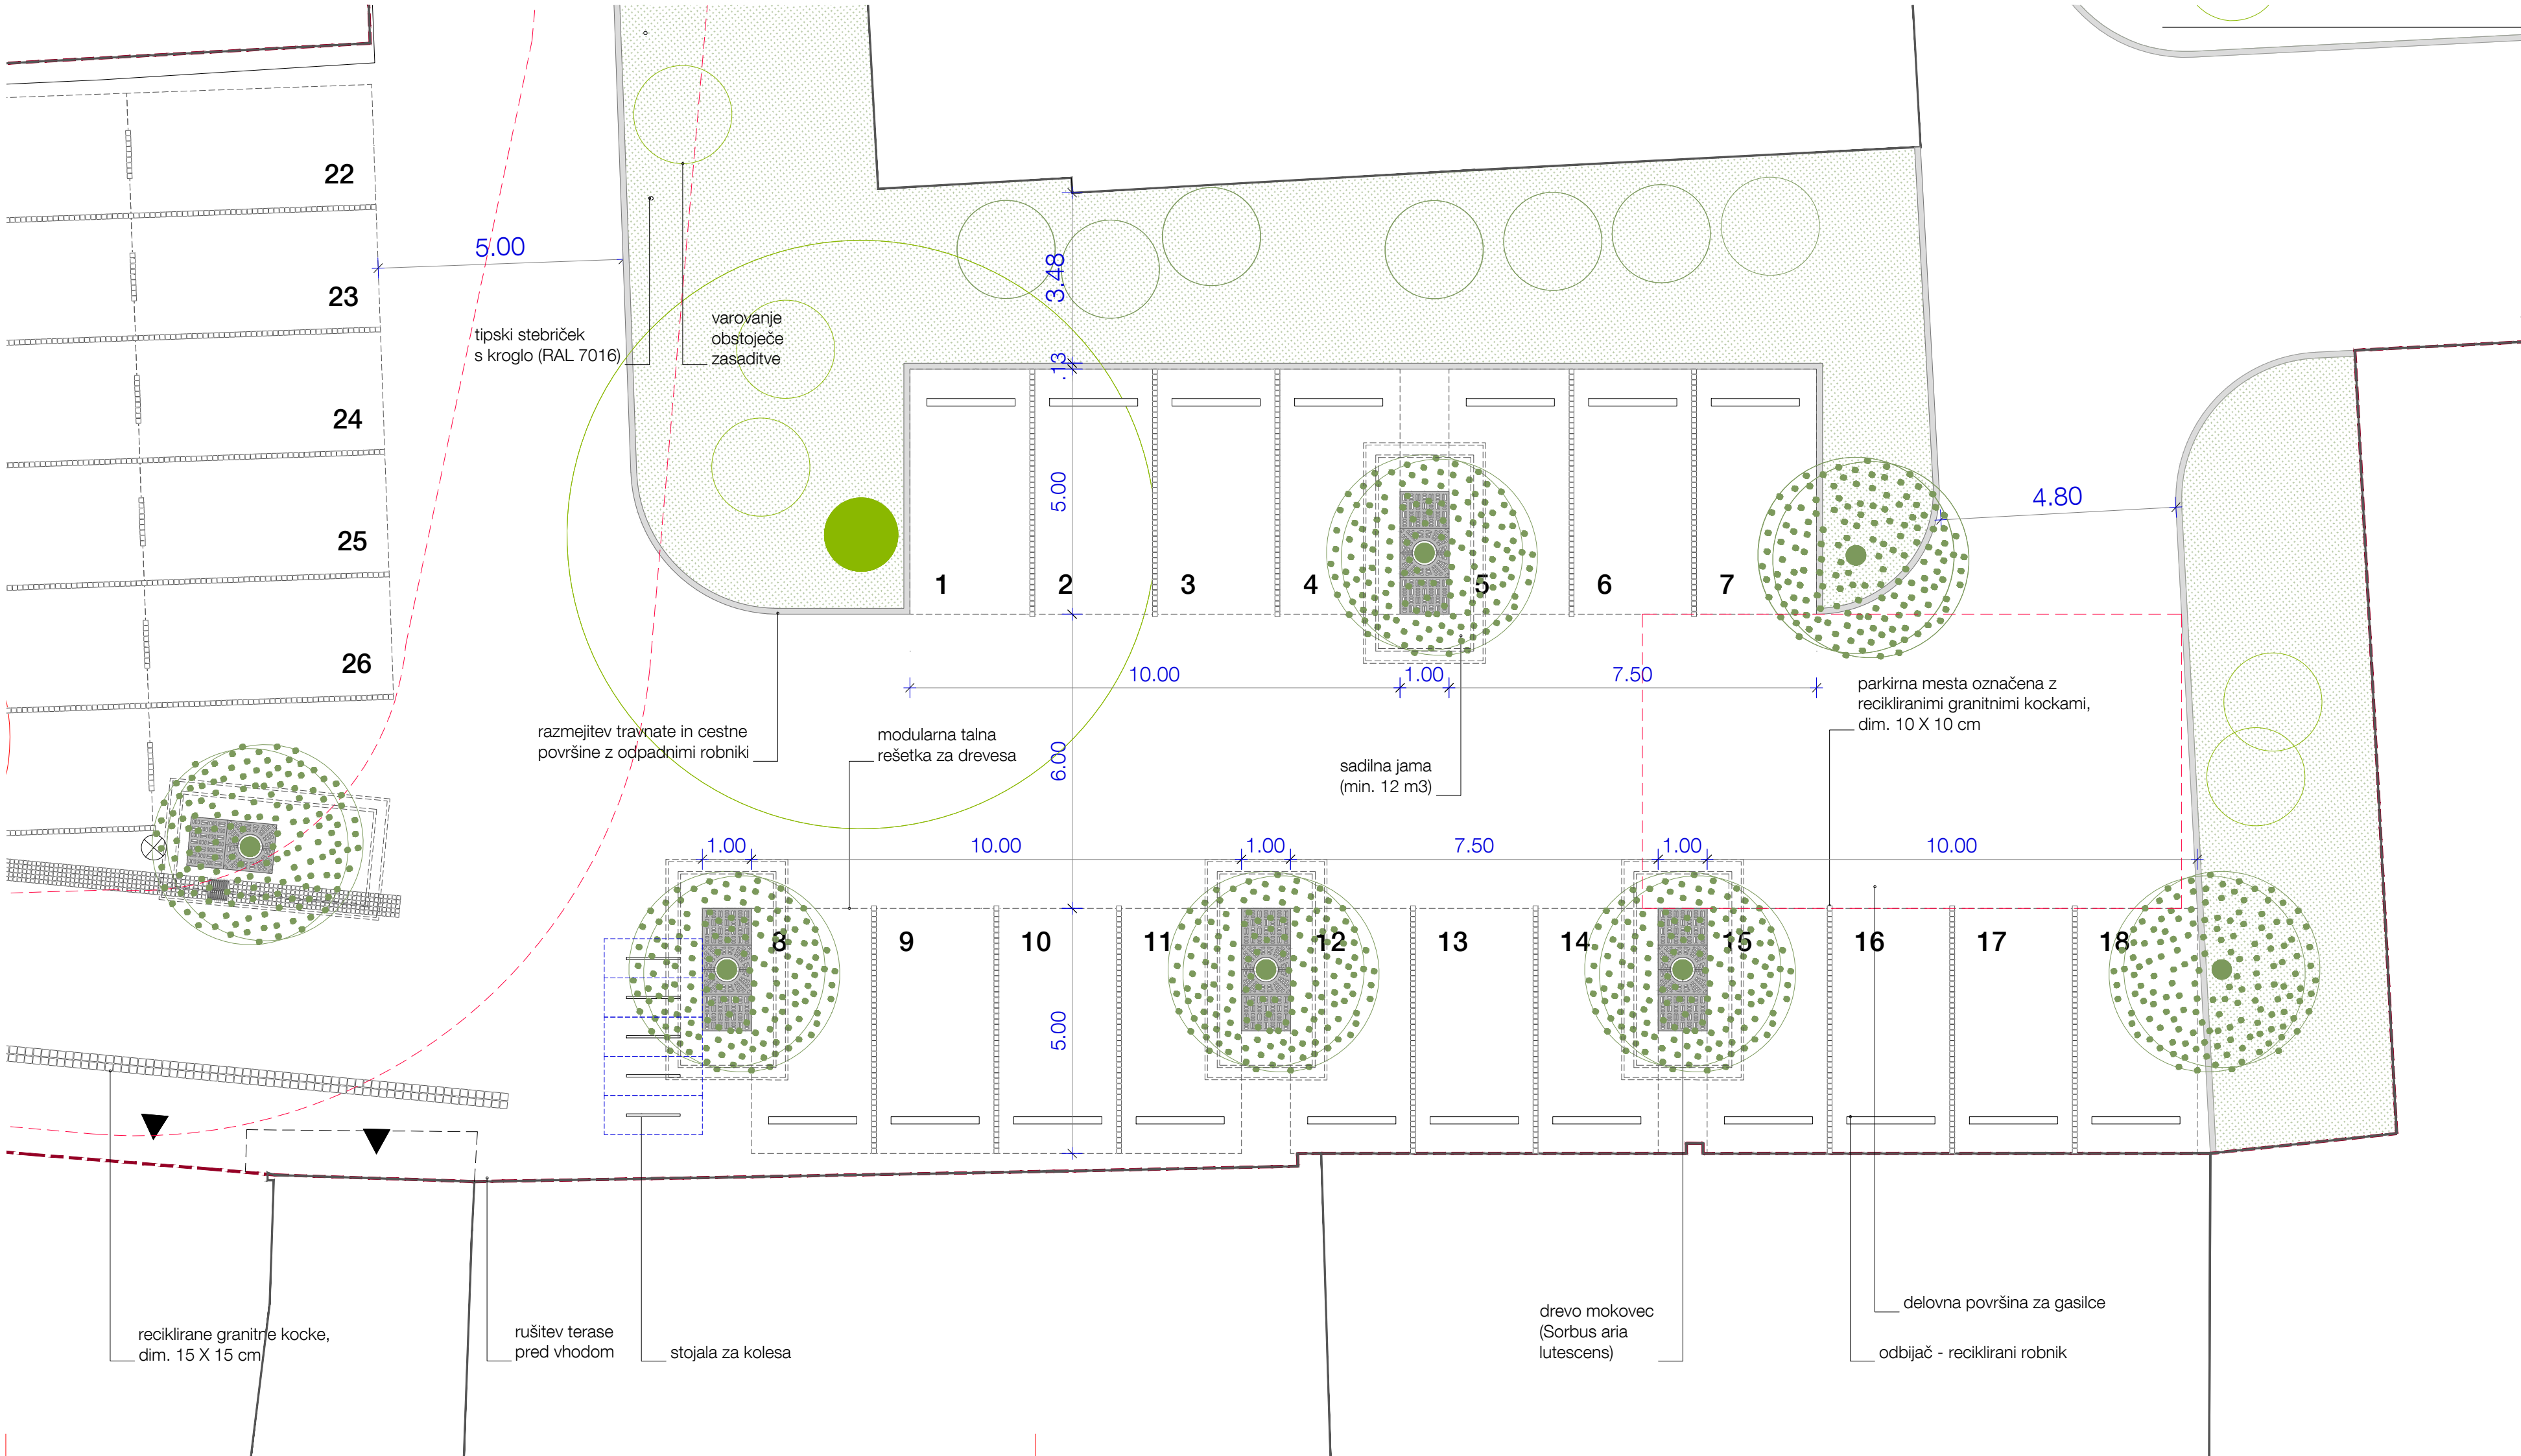 22
23
24
25
26
5.00
tipski stebriček
s kroglo (RAL 7016)
varovanje
obstoječe
zasaditve
3.48
.13
5.00
4.80
1
2
3
4
5
6
7
10.00
1.00
7.50
razmejitev travnate in cestne
površine z odpadnimi robniki
modularna talna
rešetka za drevesa
6.00
sadilna jama
(min. 12 m3)
parkirna mesta označena z
recikliranimi granitnimi kockami,
dim. 10 X 10 cm
1.00
10.00
1.00
7.50
1.00
10.00
8
9
10
11
12
13
14
15
16
17
18
5.00
reciklirane granitne kocke,
dim. 15 X 15 cm
rušitev terase
pred vhodom
stojala za kolesa
drevo mokovec
(Sorbus aria
lutescens)
delovna površina za gasilce
odbijač - reciklirani robnik